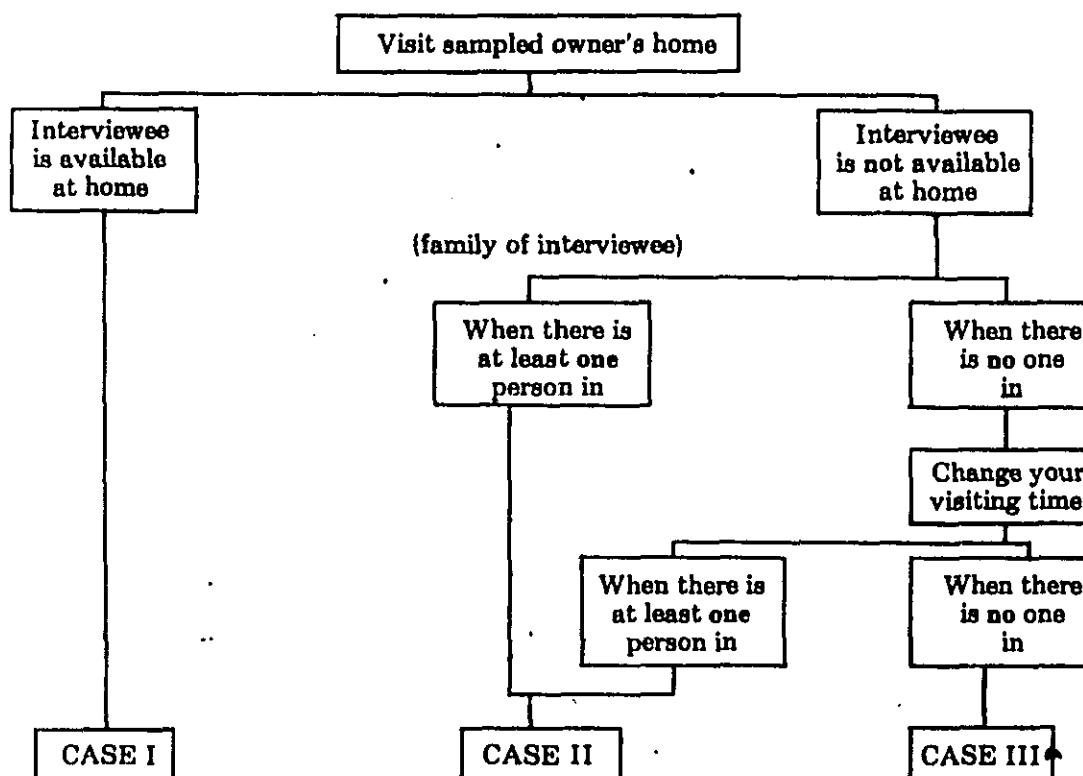 Visit sampled owner's home
Interviewee
is available
at home
Interviewee
is not available
at home
(family of interviewee)
When there is
at least one
person in
When there
is no one
in
Change your
visiting time
When there is
at least one
person in
When there
is no one
in
CASE I
CASE II
CASE III